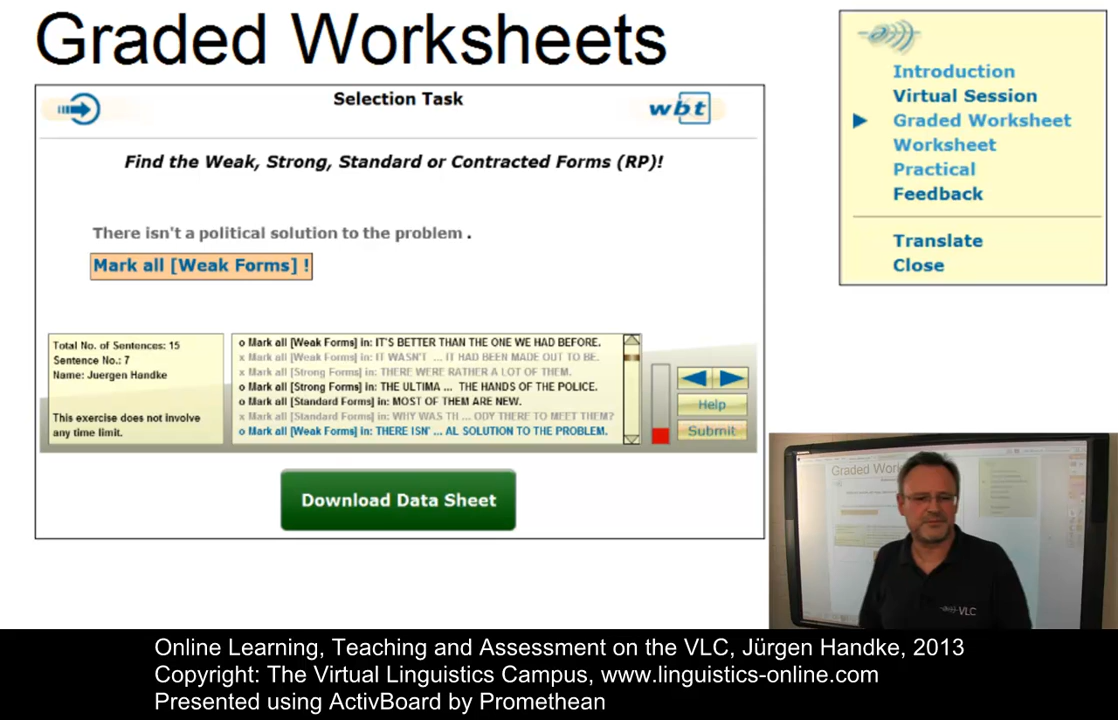 Graded Worksheets
Selection Task
wbt
Find the Weak, Strong, Standard or Contracted Forms (RP)!
There isn't a political solution to the problem .
Mark all [Weak Forms] !
Total No. of Sentences: 15
Sentence No.: 7
Name: Juergen Handke
This exercise does not involve
any time limit.
o Mark all [Weak Forms] in: IT'S BETTER THAN THE ONE WE HAD BEFORE.
x Mark all [Weak Forms] in: IT WASN'T ... IT HAD BEEN MADE OUT TO BE.
x Mark all [Strong Forms] in: THERE WERE RATHER A LOT OF THEM.
o Mark all [Strong Forms] in: THE ULTIMA ... THE HANDS OF THE POLICE.
o Mark all [Standard Forms] in: MOST OF THEM ARE NEW.
x Mark all [Standard Forms] in: WHY WAS TH ... ODY THERE TO MEET THEM?
o Mark all [Weak Forms] in: THERE ISN' ... AL SOLUTION TO THE PROBLEM.
Help
Submit
Download Data Sheet
Introduction
Virtual Session
Graded Worksheet
Worksheet
Practical
Feedback
Translate
Close
Graded Wor
VLC
Online Learning, Teaching and Assessment on the VLC, Jürgen Handke, 2013
Copyright: The Virtual Linguistics Campus, www.linguistics-online.com
Presented using ActivBoard by Promethean